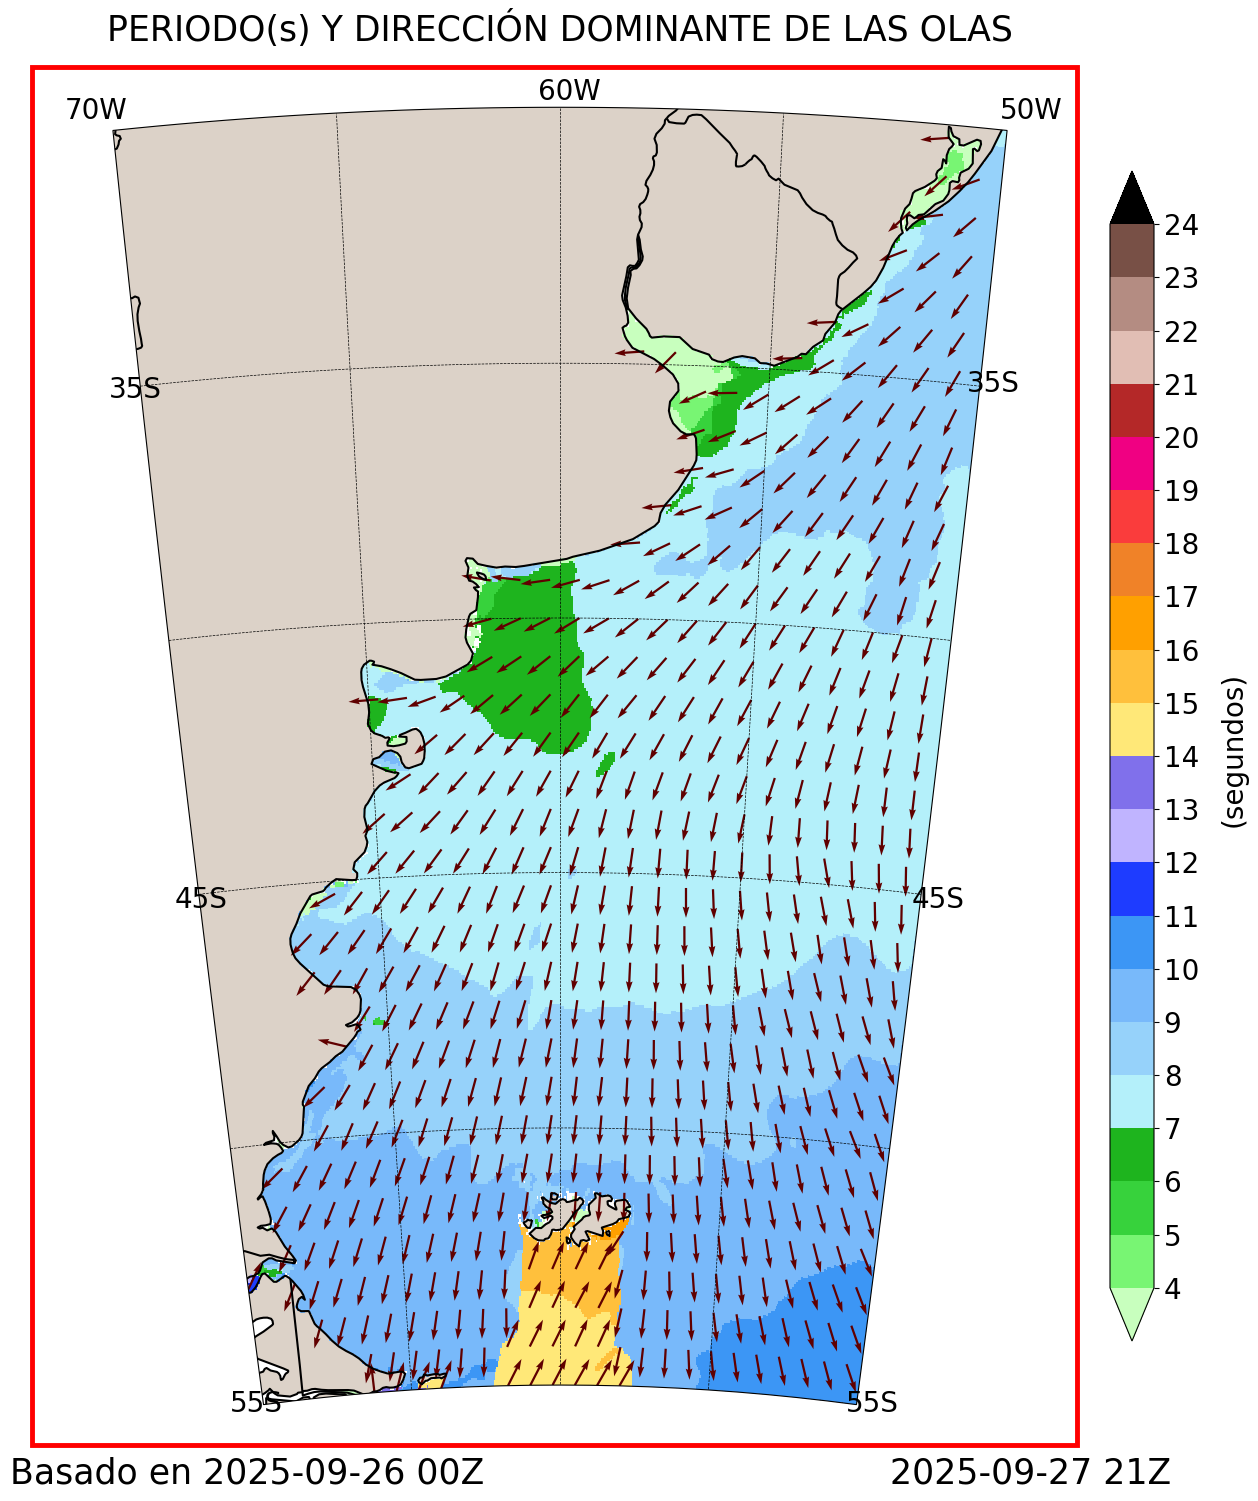 PERIODO(s) Y DIRECCIÓN DOMINANTE DE LAS OLAS
70W
60W
50W
35S
35S
45S
45S
55S
55S
24
23
22
21
20
19
18
17
16
15
14
13
12
11
10
9
8
7
6
5
4
(segundos)
Basado en 2025-09-26 00Z
2025-09-27 21Z